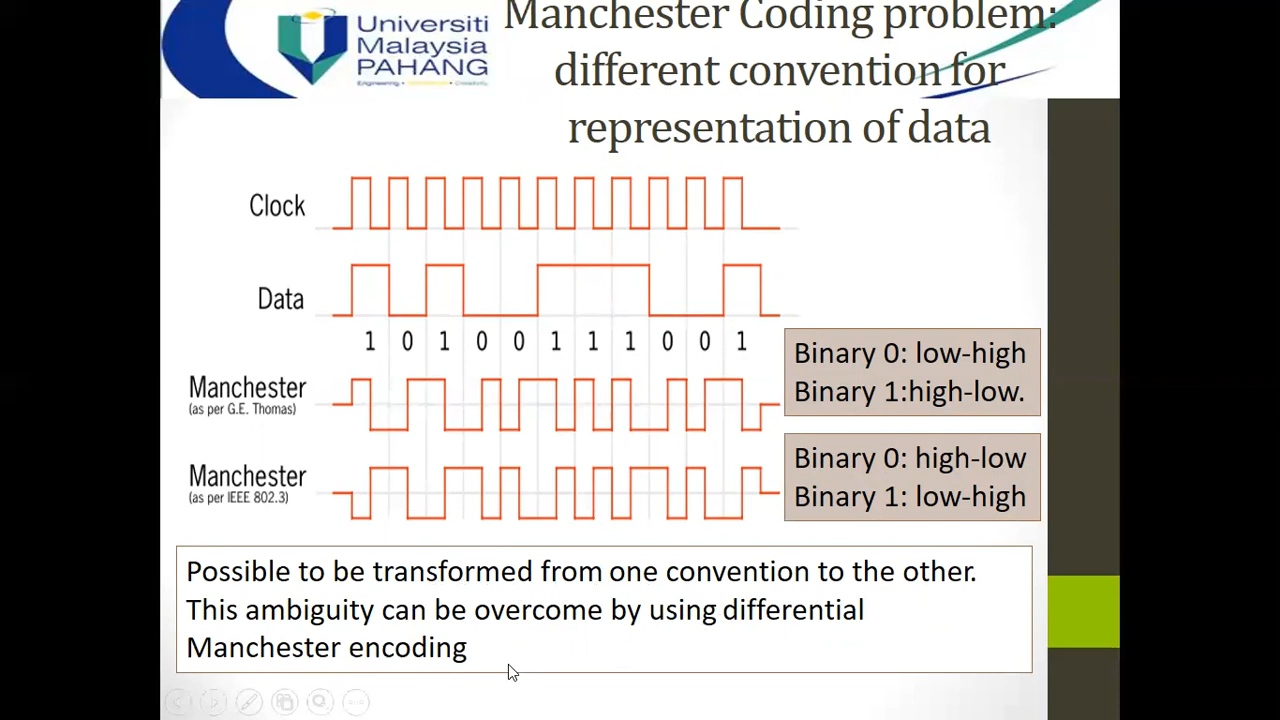 Universiti
Malaysia
PAHANG
Manchester Coding problem:
different convention for
representation of data
Clock
Data
1 0 1 0 0 1 1 1 0 0 1
Manchester
(as per G.E. Thomas)
Binary 0: low-high
Binary 1:high-low.
Manchester
(as per IEEE 802.3)
Binary 0: high-low
Binary 1: low-high
Possible to be transformed from one convention to the other.
This ambiguity can be overcome by using differential
Manchester encoding